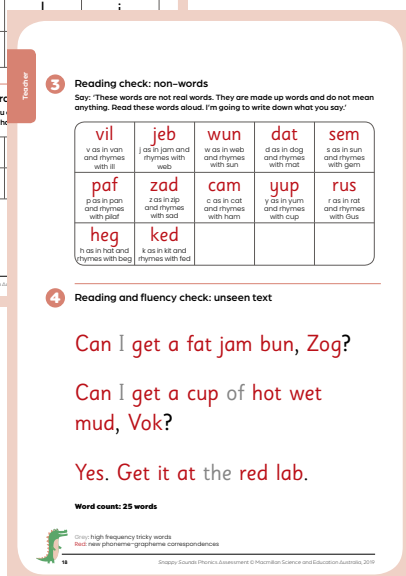 Teacher
3 Reading check: non-words
Say: 'These words are not real words. They are made up words and do not mean
anything. Read these words aloud. I'm going to write down what you say.'
vil jeb wun dat sem
v as in van and rhymes with ill
j as in jam and rhymes with web
w as in web and rhymes with sun
d as in dog and rhymes with mat
s as in sun and rhymes with gem
paf zad cam yup rus
p as in pan and rhymes with pilaf
z as in zip and rhymes with sad
c as in cat and rhymes with ham
y as in yum and rhymes with cup
r as in rat and rhymes with Gus
heg ked
h as in hat and rhymes with beg
k as in kit and rhymes with fed
4 Reading and fluency check: unseen text
Can I get a fat jam bun, Zog?
Can I get a cup of hot wet
mud, Vok?
Yes. Get it at the red lab.
Word count: 25 words
Grey: high frequency tricky words
Red: new phoneme-grapheme correspondences
18 Snappy Sounds Phonics Assessment © Macmillan Science and Education Australia, 2019